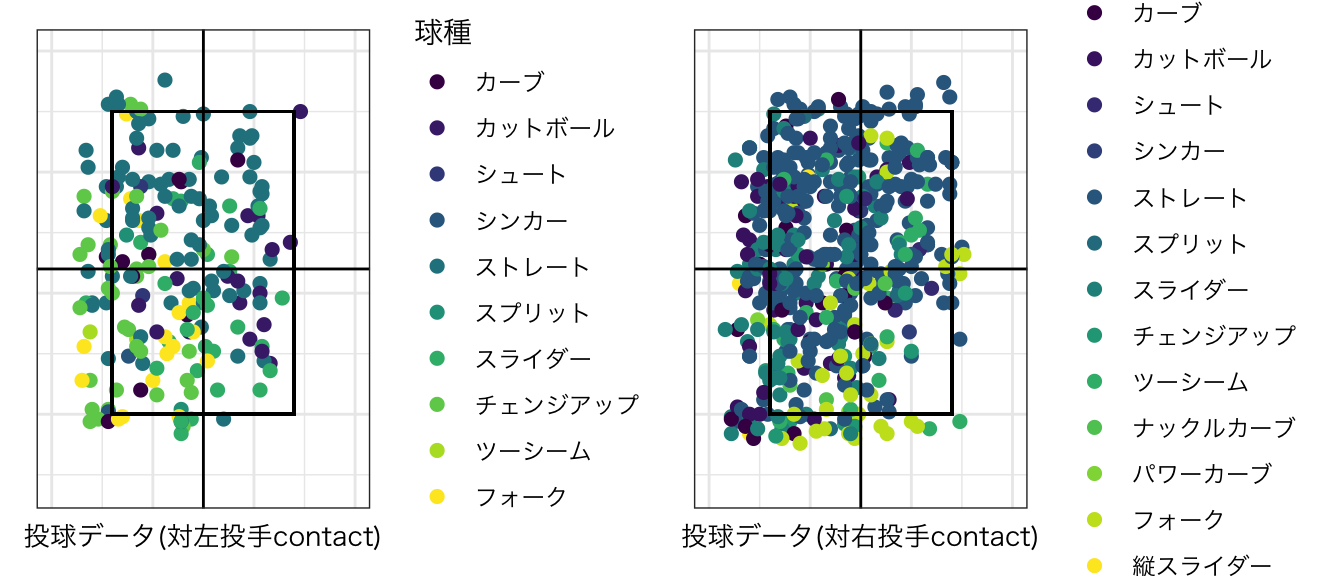 球種
カーブ
カットボール
シュート
シンカー
ストレート
スプリット
スライダー
チェンジアップ
ツーシーム
フォーク
投球データ(対左投手contact)
カーブ
カットボール
シュート
シンカー
ストレート
スプリット
スライダー
チェンジアップ
ツーシーム
ナックルカーブ
パワーカーブ
フォーク
縦スライダー
投球データ(対右投手contact)